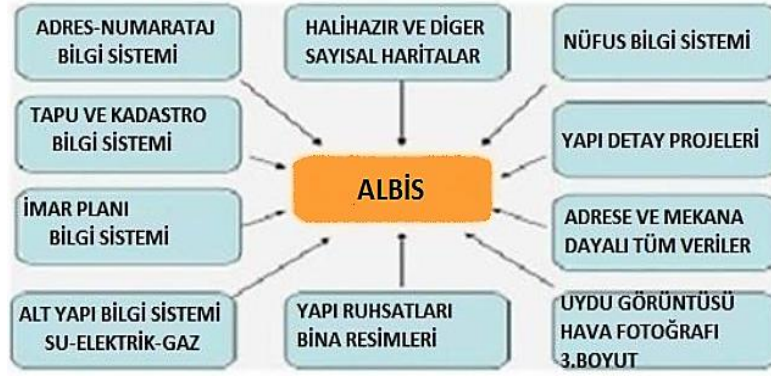 ADRES-NUMARATAJ
BİLGİ SİSTEMİ
HALİHAZIR VE DİGER
SAYISAL HARİTALAR
NÜFUS BİLGİ SİSTEMİ
TAPU VE KADASTRO
BİLGİ SİSTEMİ
YAPI DETAY PROJELERİ
ALBİS
İMAR PLANI
BİLGİ SİSTEMİ
ADRESE VE MEKANA
DAYALI TÜM VERİLER
ALT YAPI BİLGİ SİSTEMİ
SU-ELEKTRİK-GAZ
YAPI RUHSATLARI
BİNA RESİMLERİ
UYDU GÖRÜNTÜSÜ
HAVA FOTOĞRAFI
3.BOYUT